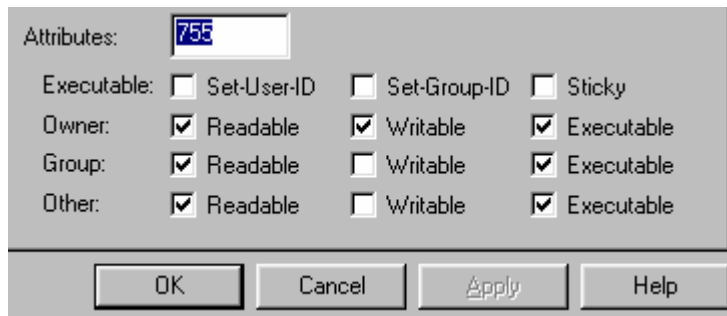 Attributes: 755
Executable: Set-User-ID Set-Group-ID Sticky
Owner: Readable Writable Executable
Group: Readable Writable Executable
Other: Readable Writable Executable
OK Cancel Apply Help